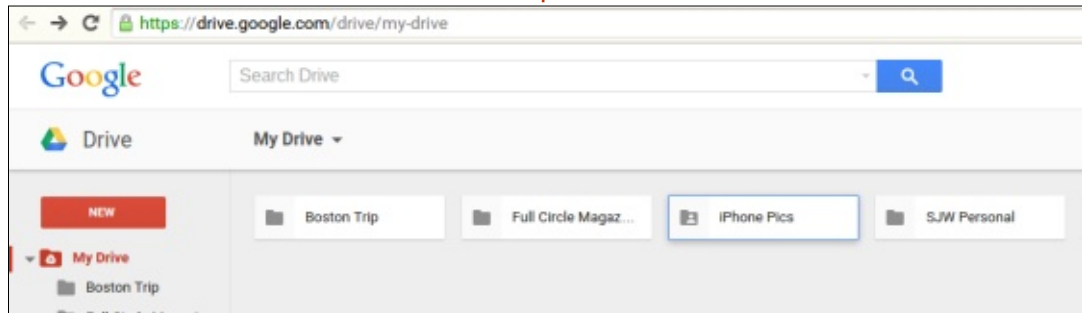 https://drive.google.com/drive/my-drive
Google
Search Drive
Drive
My Drive
NEW
Boston Trip
Full Circle Magaz...
iPhone Pics
SJW Personal
My Drive
Boston Trip